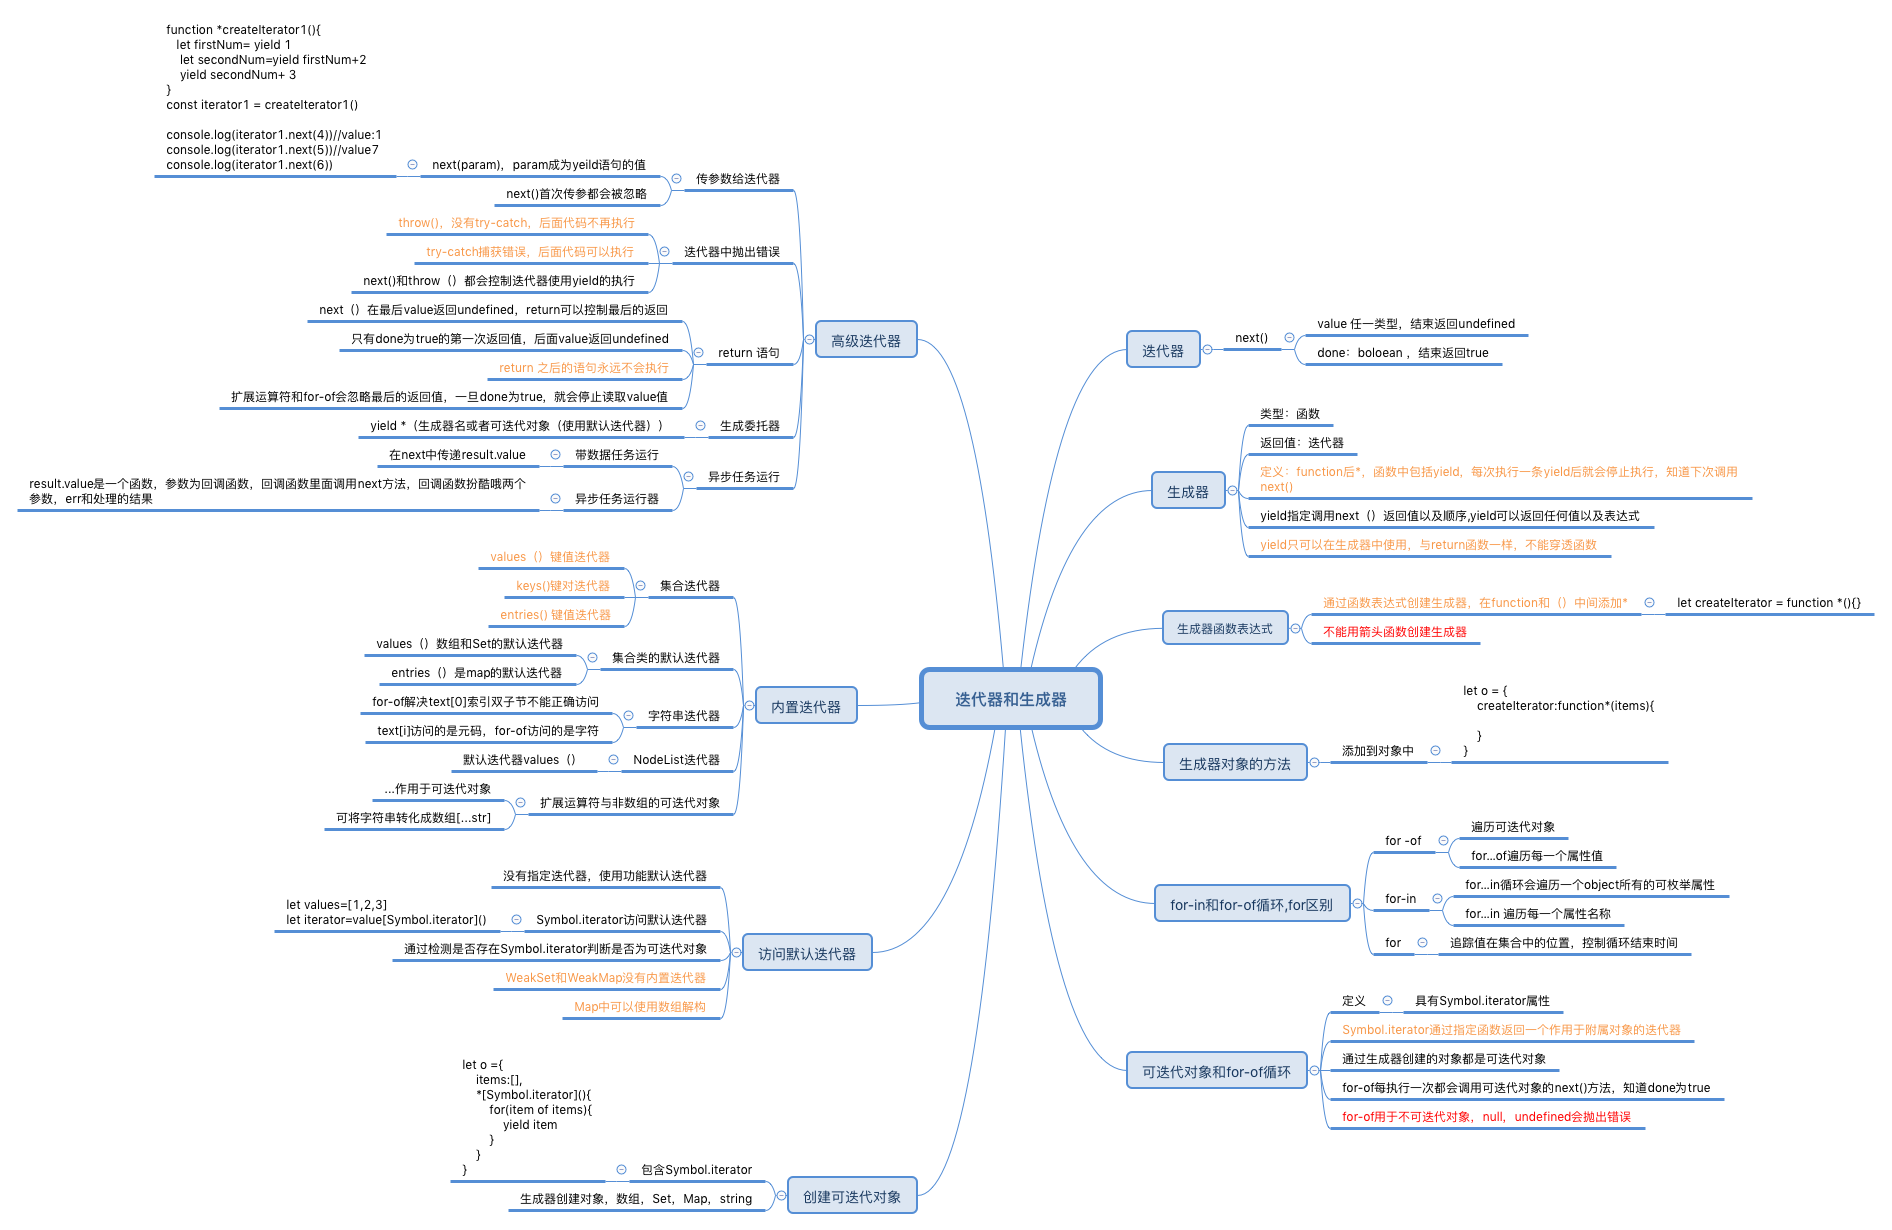 迭代器和生成器
迭代器
next()
value 任一类型，结束返回undefined
done：boloean ，结束返回true
生成器
类型：函数
返回值：迭代器
定义：function后*，函数中包括yield，每次执行一条yield后就会停止执行，知道下次调用
next()
yield指定调用next（）返回值以及顺序,yield可以返回任何值以及表达式
yield只可以在生成器中使用，与return函数一样，不能穿透函数
生成器函数表达式
通过函数表达式创建生成器，在function和（）中间添加*
let createIterator = function *(){}
不能用箭头函数创建生成器
生成器对象的方法
添加到对象中
let o = {
createIterator:function*(items){
}
}
for-in和for-of循环,for区别
for -of
遍历可迭代对象
for...of遍历每一个属性值
for-in
for...in循环会遍历一个object所有的可枚举属性
for...in 遍历每一个属性名称
for
追踪值在集合中的位置，控制循环结束时间
可迭代对象和for-of循环
定义
具有Symbol.iterator属性
Symbol.iterator通过指定函数返回一个作用于附属对象的迭代器
通过生成器创建的对象都是可迭代对象
for-of每执行一次都会调用可迭代对象的next()方法，知道done为true
for-of用于不可迭代对象，null，undefined会抛出错误
高级迭代器
传参数给迭代器
next(param)，param成为yeild语句的值
function *createIterator1(){
let firstNum= yield 1
let secondNum=yield firstNum+2
yield secondNum+ 3
}
const iterator1 = createIterator1()
console.log(iterator1.next(4))//value:1
console.log(iterator1.next(5))//value7
console.log(iterator1.next(6))
next()首次传参都会被忽略
迭代器中抛出错误
throw()，没有try-catch，后面代码不再执行
try-catch捕获错误，后面代码可以执行
next()和throw（）都会控制迭代器使用yield的执行
return 语句
next（）在最后value返回undefined，return可以控制最后的返回
只有done为true的第一次返回值，后面value返回undefined
return 之后的语句永远不会执行
扩展运算符和for-of会忽略最后的返回值，一旦done为true，就会停止读取value值
生成委托器
yield *（生成器名或者可迭代对象（使用默认迭代器））
异步任务运行
带数据任务运行
在next中传递result.value
异步任务运行器
result.value是一个函数，参数为回调函数，回调函数里面调用next方法，回调函数扮酷哦两个
参数，err和处理的结果
内置迭代器
集合迭代器
values（）键值迭代器
keys()键对迭代器
entries() 键值迭代器
集合类的默认迭代器
values（）数组和Set的默认迭代器
entries（）是map的默认迭代器
字符串迭代器
for-of解决text[0]索引双子节不能正确访问
text[i]访问的是元码，for-of访问的是字符
NodeList迭代器
默认迭代器values（）
扩展运算符与非数组的可迭代对象
...作用于可迭代对象
可将字符串转化成数组[...str]
访问默认迭代器
没有指定迭代器，使用功能默认迭代器
Symbol.iterator访问默认迭代器
let values=[1,2,3]
let iterator=value[Symbol.iterator]()
通过检测是否存在Symbol.iterator判断是否为可迭代对象
WeakSet和WeakMap没有内置迭代器
Map中可以使用数组解构
创建可迭代对象
包含Symbol.iterator
let o ={
items:[],
*[Symbol.iterator](){
for(item of items){
yield item
}
}
}
生成器创建对象，数组，Set，Map，string